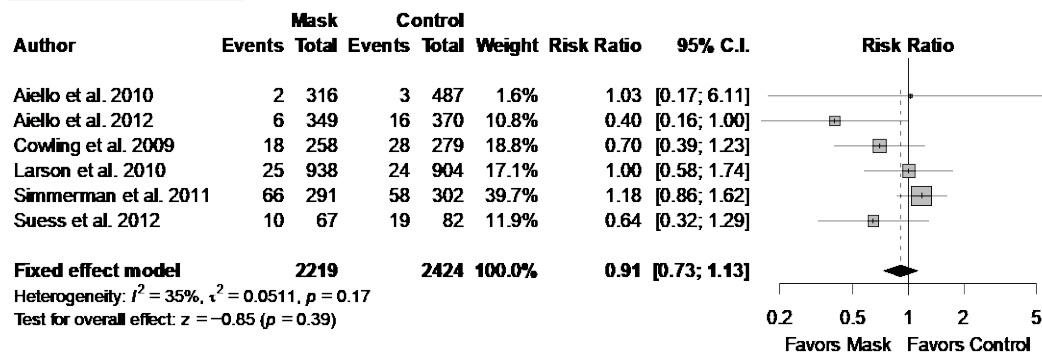 Mask Control
Author Events Total Events Total Weight Risk Ratio 95% C.I. Risk Ratio
Aiello et al. 2010 2 316 3 487 1.6% 1.03 [0.17; 6.11]
Aiello et al. 2012 6 349 16 370 10.8% 0.40 [0.16; 1.00]
Cowling et al. 2009 18 258 28 279 18.8% 0.70 [0.39; 1.23]
Larson et al. 2010 25 938 24 904 17.1% 1.00 [0.58; 1.74]
Simmerman et al. 2011 66 291 58 302 39.7% 1.18 [0.86; 1.62]
Suess et al. 2012 10 67 19 82 11.9% 0.64 [0.32; 1.29]
Fixed effect model 2219 2424 100.0% 0.91 [0.73; 1.13]
Heterogeneity: I² = 35%, τ² = 0.0511, p = 0.17
Test for overall effect: z = −0.85 (p = 0.39)
0.2 0.5 1 2 5
Favors Mask Favors Control